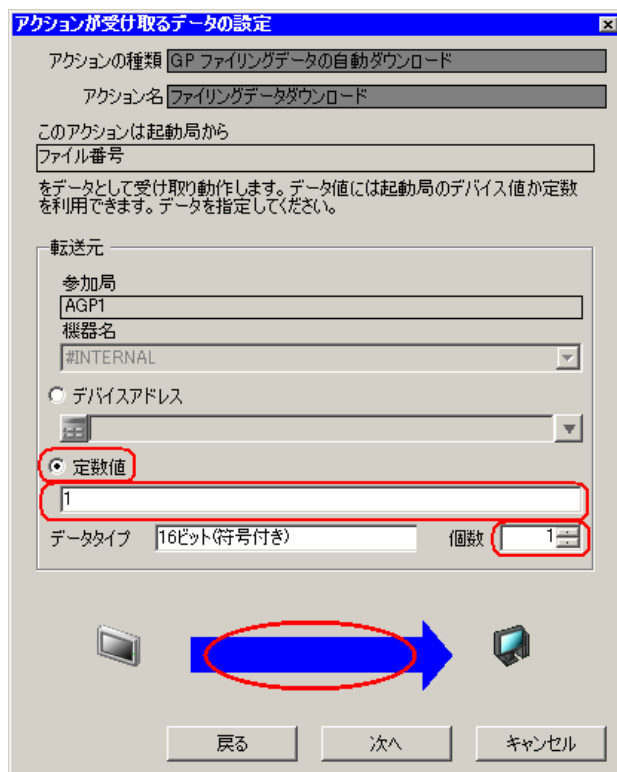 アクションが受け取るデータの設定
アクションの種類 GP ファイリングデータの自動ダウンロード
アクション名 ファイリングデータダウンロード
このアクションは起動局から
ファイル番号
をデータとして受け取り動作します。データ値には起動局のデバイス値か定数
を利用できます。データを指定してください。
転送元
参加局
AGP1
機器名
#INTERNAL
デバイスアドレス
定数値
1
データタイプ 16ビット(符号付き) 個数 1
戻る 次へ キャンセル